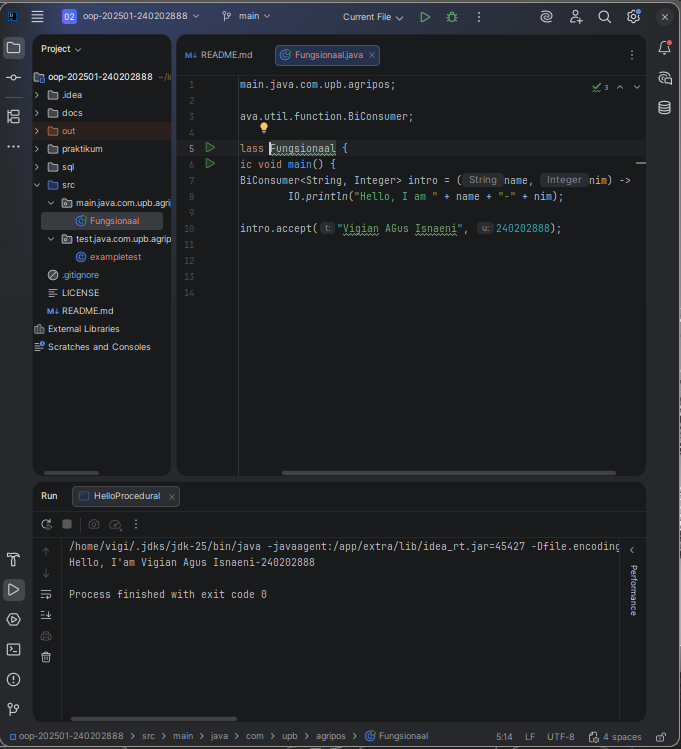 02 oop-202501-240202888 main Current File
Project
README.md Fungsionaal.java
oop-202501-240202888 ~/
.idea
docs
out
praktikum
sql
src
main.java.com.upb.agrip
Fungsionaal
test.java.com.upb.agripp
exampletest
.gitignore
LICENSE
README.md
External Libraries
Scratches and Consoles
3
1 main.java.com.upb.agripos;
2
3 ava.util.function.BiConsumer;
4
5 lass Fungsionaal {
6 ic void main() {
7 BiConsumer<String, Integer> intro = ( String name, Integer nim) ->
8 IO.println("Hello, I am " + name + "-" + nim);
9
10 intro.accept( t: "Vigian AGus Isnaeni", u: 240202888);
11
12
13
14
Run HelloProcedural
/home/vigi/.jdks/jdk-25/bin/java -javaagent:/app/extra/lib/idea_rt.jar=45427 -Dfile.encoding
Hello, I'am Vigian Agus Isnaeni-240202888
Process finished with exit code 0
Performance
oop-202501-240202888 > src > main > java > com > upb > agripos > Fungsionaal 5:14 LF UTF-8 4 spaces